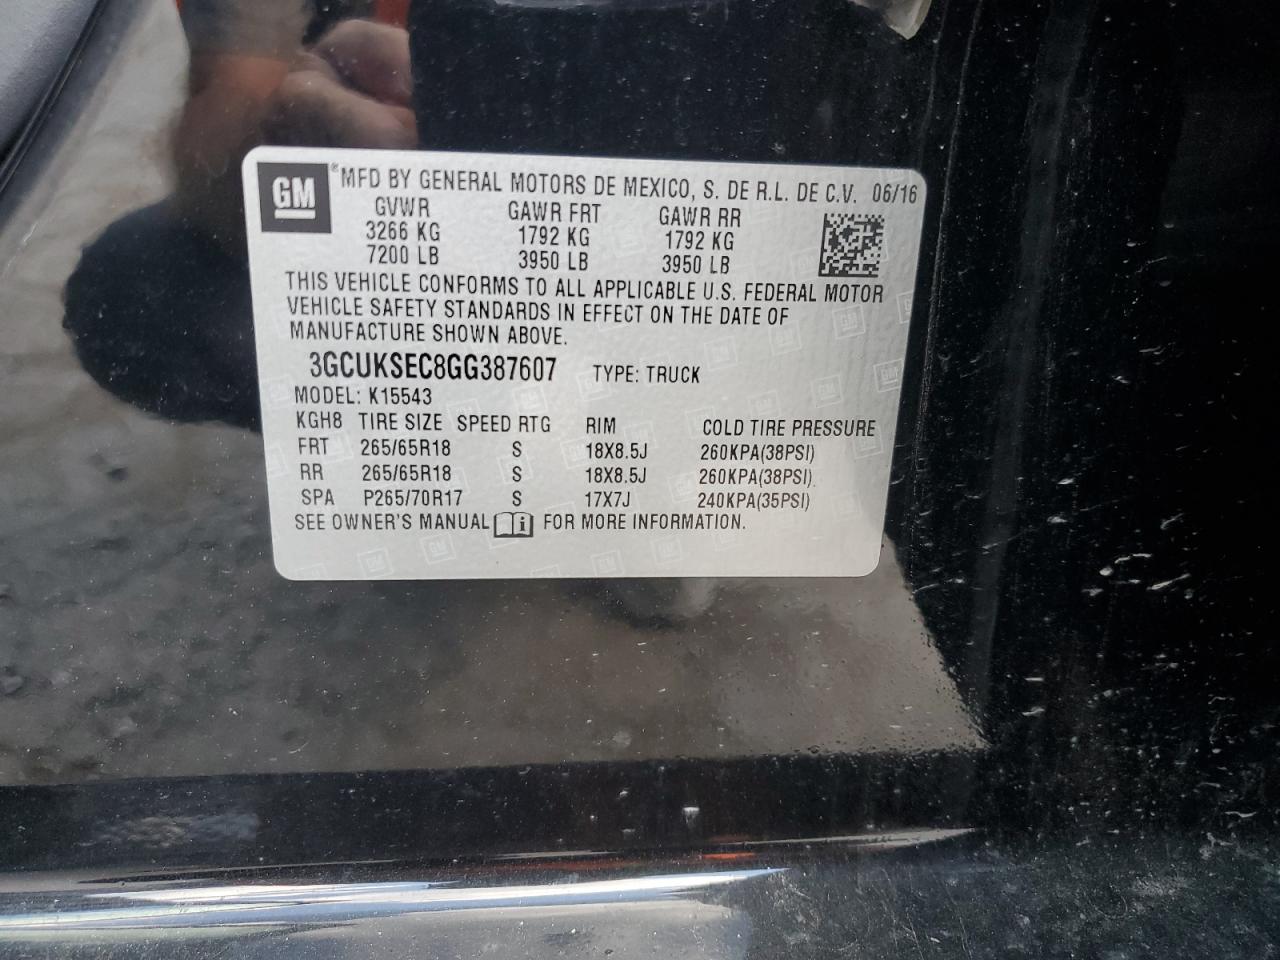 GM ®MFD BY GENERAL MOTORS DE MEXICO, S. DE R.L. DE C.V. 06/16
GVWR GAWR FRT GAWR RR
3266 KG 1792 KG 1792 KG
7200 LB 3950 LB 3950 LB
THIS VEHICLE CONFORMS TO ALL APPLICABLE U.S. FEDERAL MOTOR
VEHICLE SAFETY STANDARDS IN EFFECT ON THE DATE OF
MANUFACTURE SHOWN ABOVE.
3GCUKSEC8GG387607 TYPE: TRUCK
MODEL: K15543
KGH8 TIRE SIZE SPEED RTG RIM COLD TIRE PRESSURE
FRT 265/65R18 S 18X8.5J 260KPA(38PSI)
RR 265/65R18 S 18X8.5J 260KPA(38PSI)
SPA P265/70R17 S 17X7J 240KPA(35PSI)
SEE OWNER'S MANUAL i FOR MORE INFORMATION.